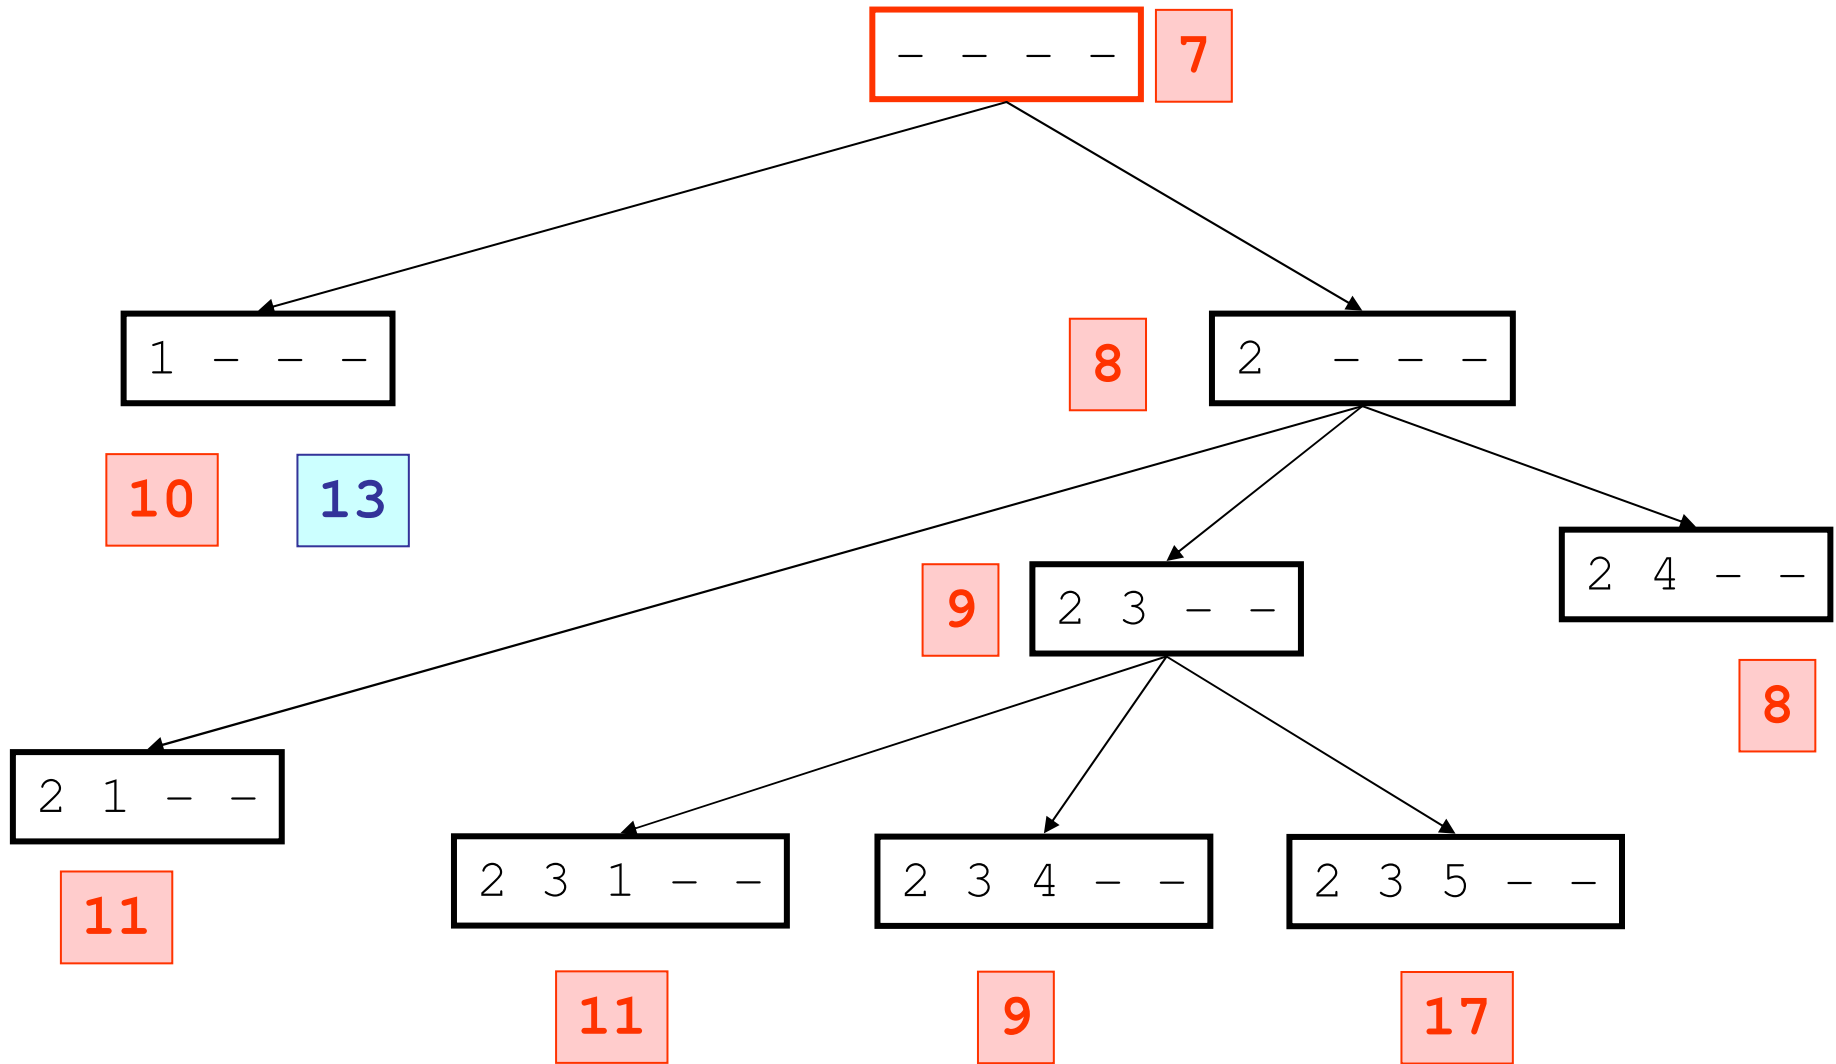 - - - -
7
1 - - -
8
2 - - -
10
13
9
2 3 - -
2 4 - -
8
2 1 - -
11
2 3 1 - -
2 3 4 - -
2 3 5 - -
11
9
17